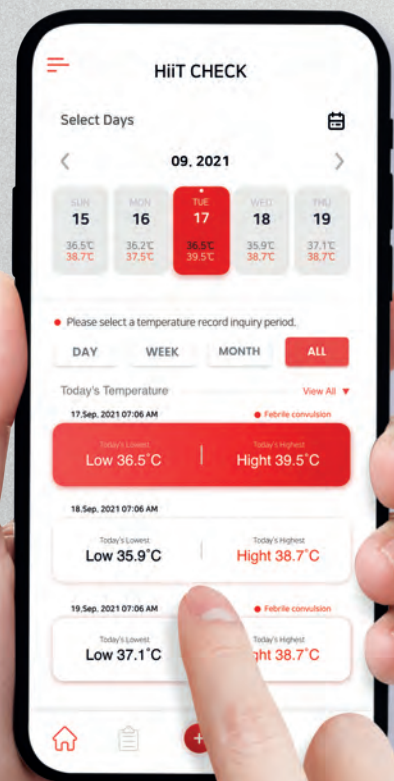 HiiT CHECK
Select Days
09. 2021
SUN MON TUE WED THU
15 16 17 18 19
36.5℃ 36.2℃ 36.5℃ 35.9℃ 37.1℃
38.7℃ 37.5℃ 39.5℃ 38.7℃ 38.7℃
Please select a temperature record inquiry period.
DAY WEEK MONTH ALL
Today's Temperature View All ▼
17.Sep. 2021 07:06 AM Febrile convulsion
Today's Lowest Today's Highest
Low 36.5°C Hight 39.5°C
18.Sep. 2021 07:06 AM
Today's Lowest Today's Highest
Low 35.9°C Hight 38.7°C
19.Sep. 2021 07:06 AM Febrile convulsion
Today's Lowest Today's Highest
Low 37.1°C ght 38.7°C